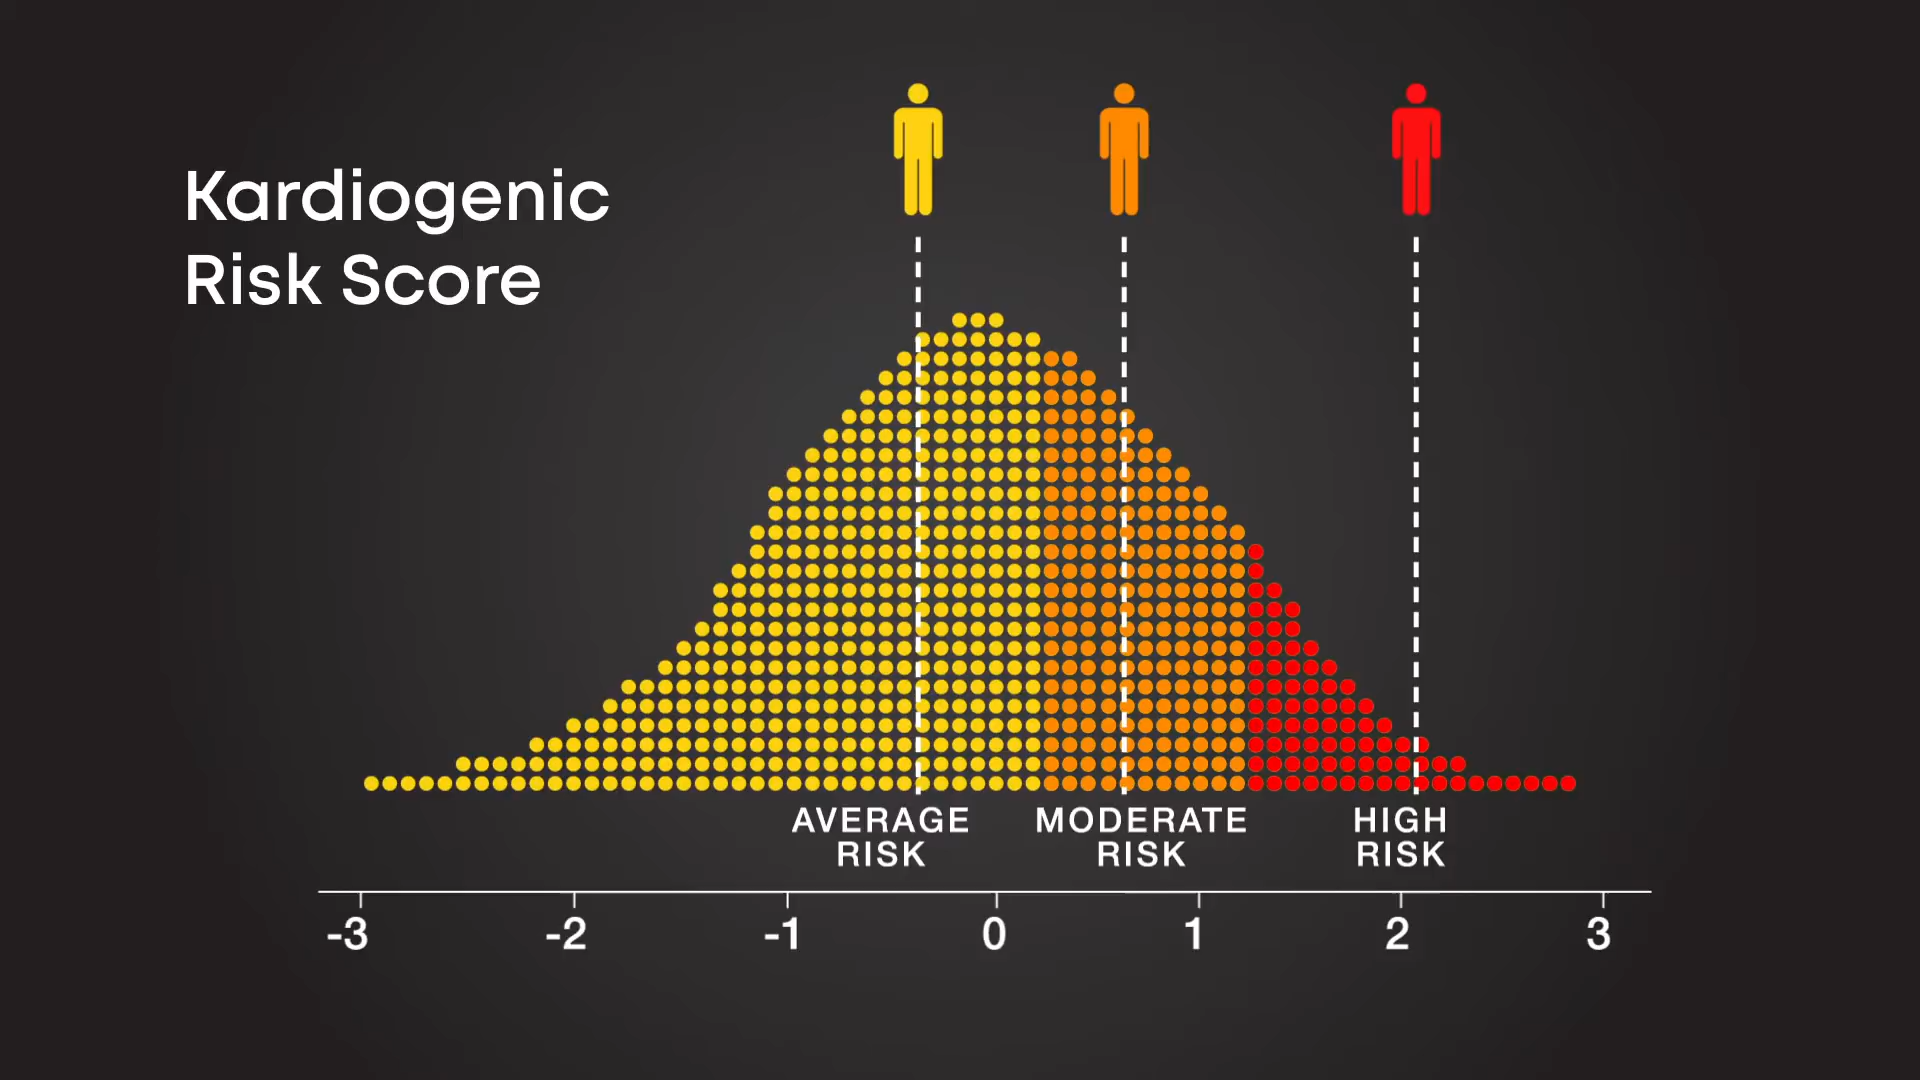 Kardiogenic
Risk Score
AVERAGE
RISK
MODERATE
RISK
HIGH
RISK
-3 -2 -1 0 1 2 3